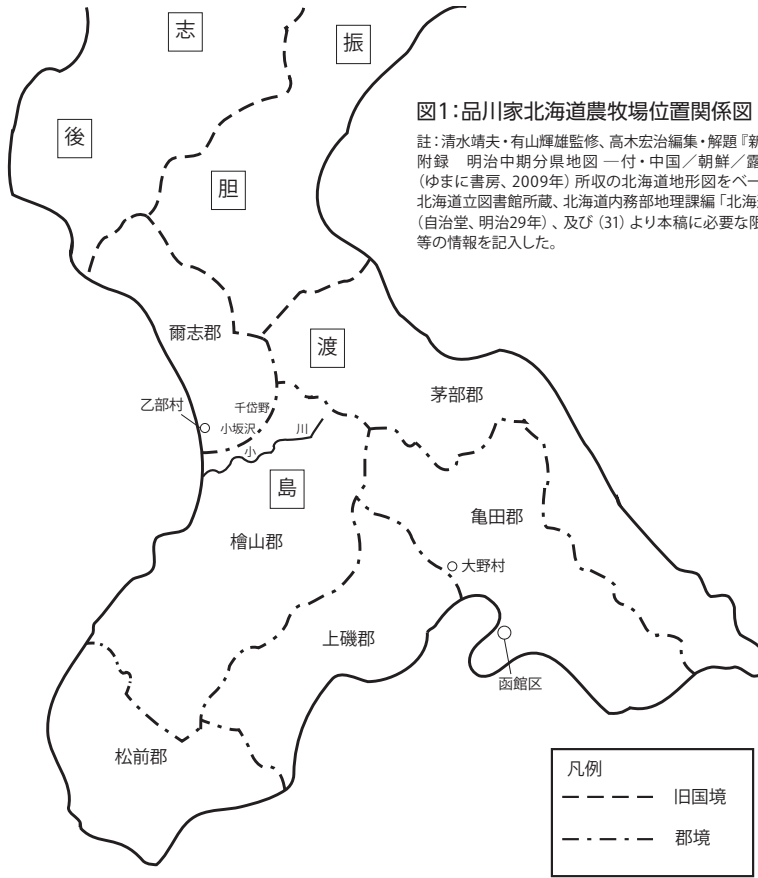 志
振
後
胆
図1：品川家北海道農牧場位置関係図
註：清水靖夫・有山輝雄監修、高木宏治編集・解題『新
附録　明治中期分県地図 ―付・中国／朝鮮／露
（ゆまに書房、2009年）所収の北海道地形図をベー
北海道立図書館所蔵、北海道内務部地理課編「北海
（自治堂、明治29年）、及び（31）より本稿に必要な限
等の情報を記入した。
爾志郡
渡
茅部郡
乙部村
千岱野
小坂沢
川
小
島
檜山郡
亀田郡
大野村
上磯郡
函館区
松前郡
凡例
旧国境
郡境